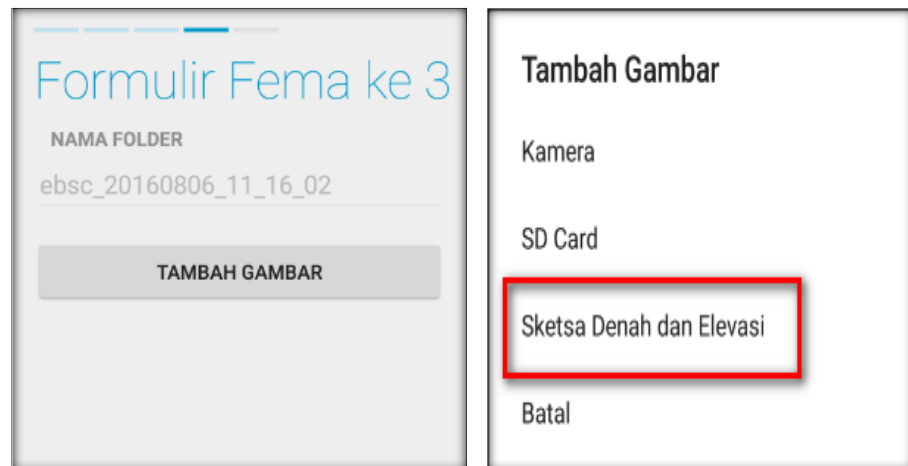 Formulir Fema ke 3
NAMA FOLDER
ebsc_20160806_11_16_02
TAMBAH GAMBAR
Tambah Gambar
Kamera
SD Card
Sketsa Denah dan Elevasi
Batal